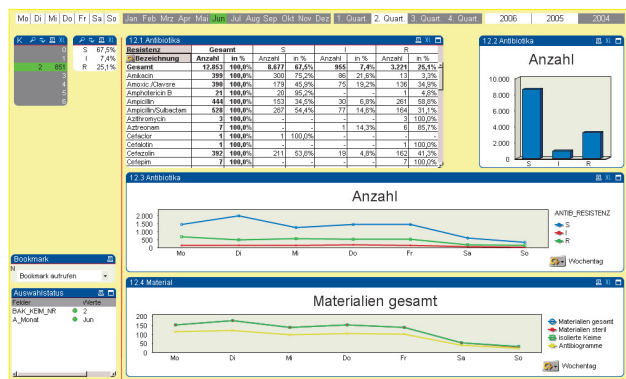 Mo Di Mi Do Fr Sa So Jan Feb Mrz Apr Mai Jun Jul Aug Sep Okt Nov Dez 1. Quart. 2. Quart. 3. Quart. 4. Quart. 2006 2005 2004
K XL
0
1
2 851
3
4
5
6
XL
S 67,5%
I 7,4%
R 25,1%
12.1 Antibiotika XL
Resistenz Gesamt S I R
Bezeichnung Anzahl in % Anzahl in % Anzahl in % Anzahl in %
Gesamt 12.853 100,0% 8.677 67,5% 955 7,4% 3.221 25,1%
Amikacin 399 100,0% 300 75,2% 86 21,6% 13 3,3%
Amoxic./Clavsre 390 100,0% 179 45,9% 75 19,2% 136 34,9%
Amphotericin B 21 100,0% 20 95,2% - - 1 4,8%
Ampicillin 444 100,0% 153 34,5% 30 6,8% 261 58,8%
Ampicillin/Sulbactam 528 100,0% 287 54,4% 77 14,6% 164 31,1%
Azithromycin 3 100,0% - - - - 3 100,0%
Aztreonam 7 100,0% - - 1 14,3% 6 85,7%
Cefaclor 1 100,0% 1 100,0% - - - -
Cefalotin 1 100,0% - - - - 1 100,0%
Cefazolin 392 100,0% 211 53,8% 19 4,8% 162 41,3%
Cefepim 7 100,0% - - - - 7 100,0%
12.2 Antibiotika XL
Anzahl
10.000
8.000
6.000
4.000
2.000
0
S I R
12.3 Antibiotika XL
Anzahl
2.000
1.500
1.000
500
0
Mo Di Mi Do Fr Sa So
ANTIB_RESISTENZ
S
I
R
Wochentag
Bookmark
N
Bookmark aufrufen
Auswahlstatus
Felder Werte
BAK_KEIM_NR 2
A_Monat Jun
12.4 Material XL
Materialien gesamt
200
150
100
50
0
Mo Di Mi Do Fr Sa So
Materialien gesamt
Materialien steril
isolierte Keime
Antibiogramme
Wochentag